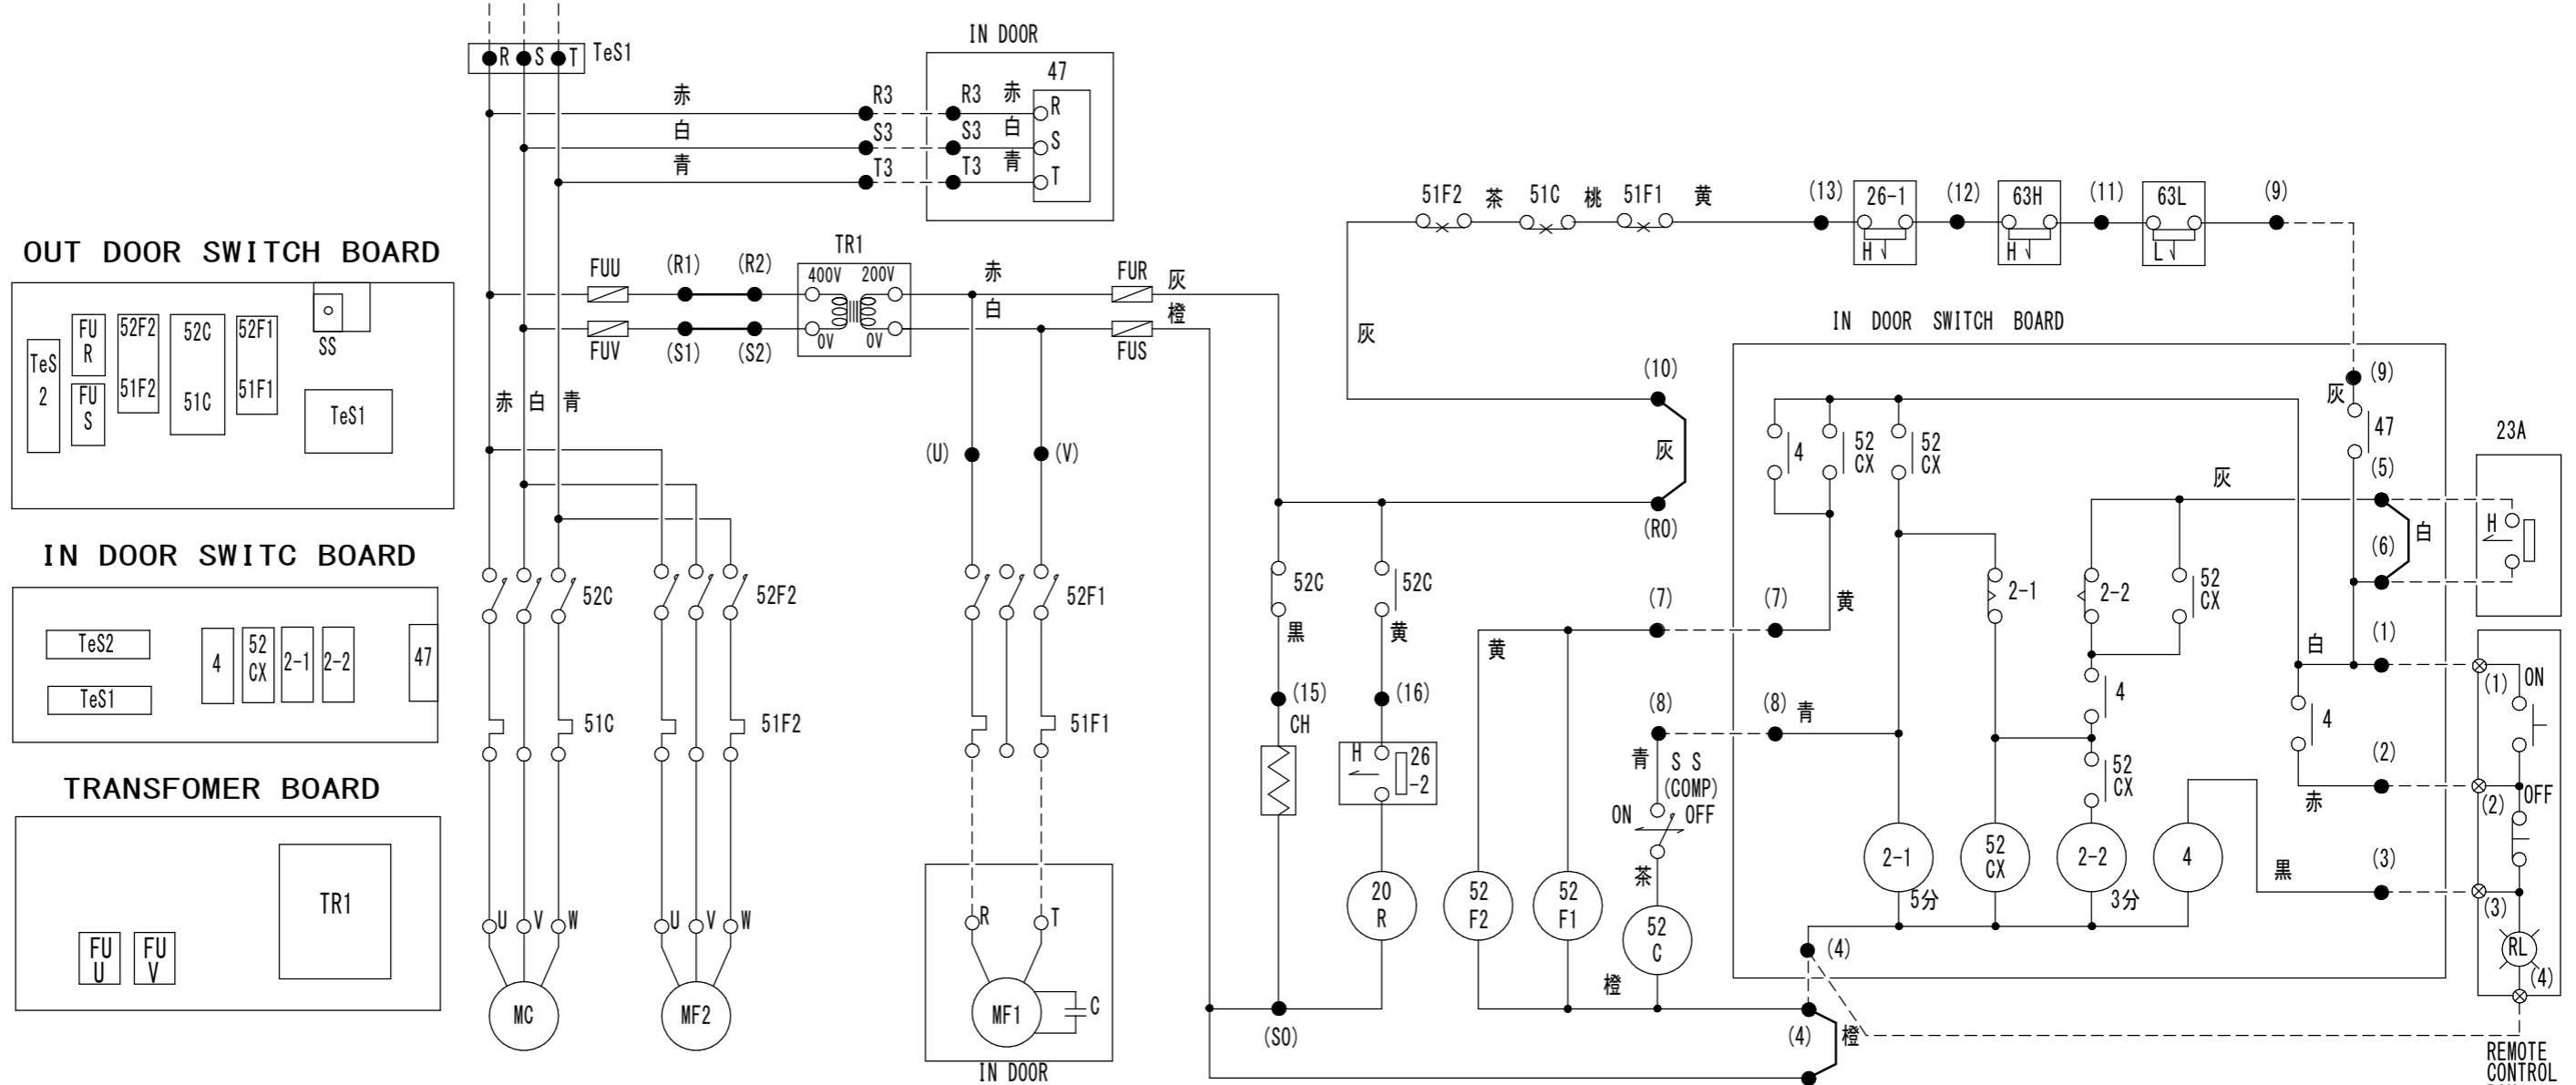 R S T TeS1
IN DOOR
47
赤 R3 R3 赤 R
白 S3 S3 白 S
青 T3 T3 青 T
OUT DOOR SWITCH BOARD
FU
R
52F2
52C
52F1
SS
TeS
2
FU
S
51F2
51C
51F1
TeS1
IN DOOR SWITC BOARD
TeS2
TeS1
4
52
CX
2-1
2-2
47
TRANSFOMER BOARD
TR1
FU
U
FU
V
FUU
(R1)
(R2)
TR1
400V 200V
0V 0V
FUV
(S1)
(S2)
赤
白
FUR
灰
橙
FUS
赤 白 青
(U)
(V)
52C
52F2
52F1
51C
51F2
51F1
U V W
U V W
R T
MC
MF2
MF1
C
IN DOOR
51F2 茶 51C 桃 51F1 黄
(13)
26-1
H
(12)
63H
H
(11)
63L
L
(9)
灰
(10)
灰
(R0)
52C
黒
52C
黄
(15)
CH
(16)
H
26
-2
20
R
(S0)
黄
(7)
(7)
黄
(8)
(8)
青
青
S S
(COMP)
ON
OFF
茶
52
F2
52
F1
52
C
橙
(4)
橙
(4)
IN DOOR SWITCH BOARD
4
52
CX
52
CX
2-1
2-2
52
CX
4
52
CX
2-1
5分
52
CX
2-2
3分
4
(9)
灰
47
(5)
灰
(6)
白
23A
H
(1)
白
4
(2)
赤
(3)
黒
(1)
ON
(2)
OFF
(3)
RL
(4)
REMOTE
CONTROL